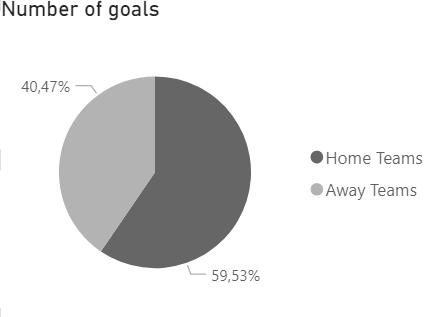 Number of goals
40,47%
Home Teams
Away Teams
59,53%